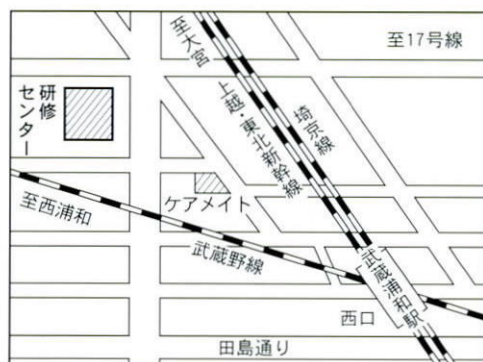 至大宮
至17号線
研修
センター
上越・東北新幹線
埼京線
ケアメイト
至西浦和
武蔵野線
武蔵浦和駅
西口
田島通り